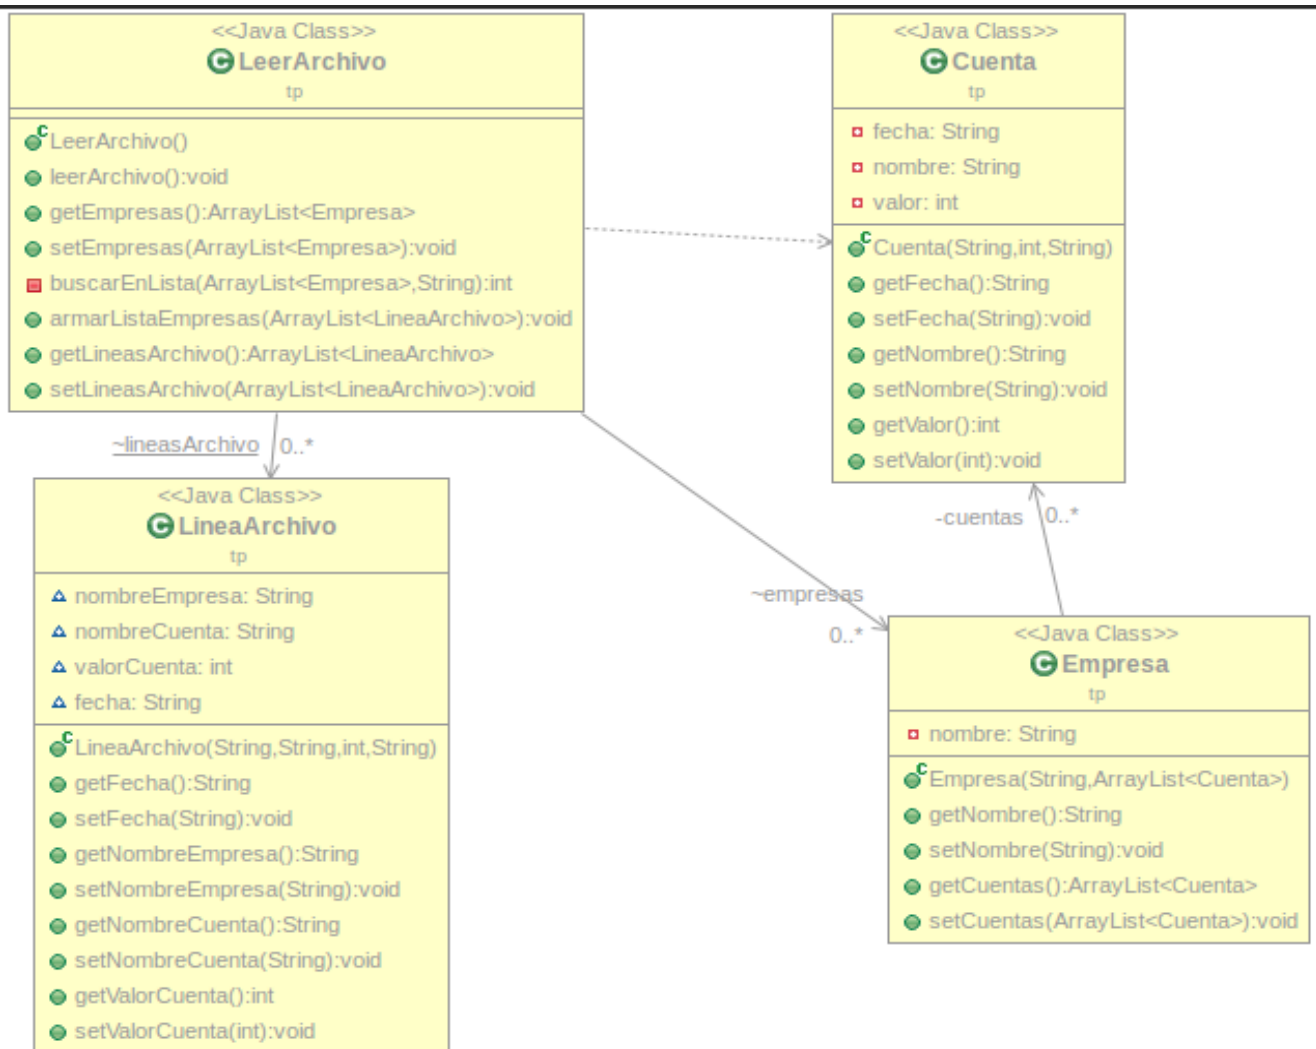 <<Java Class>>
LeerArchivo
tp
LeerArchivo()
leerArchivo():void
getEmpresas():ArrayList<Empresa>
setEmpresas(ArrayList<Empresa>):void
buscarEnLista(ArrayList<Empresa>,String):int
armarListaEmpresas(ArrayList<LineaArchivo>):void
getLineasArchivo():ArrayList<LineaArchivo>
setLineasArchivo(ArrayList<LineaArchivo>):void
<<Java Class>>
Cuenta
tp
fecha: String
nombre: String
valor: int
Cuenta(String,int,String)
getFecha():String
setFecha(String):void
getNombre():String
setNombre(String):void
getValor():int
setValor(int):void
~lineasArchivo 0..*
<<Java Class>>
LineaArchivo
tp
nombreEmpresa: String
nombreCuenta: String
valorCuenta: int
fecha: String
LineaArchivo(String,String,int,String)
getFecha():String
setFecha(String):void
getNombreEmpresa():String
setNombreEmpresa(String):void
getNombreCuenta():String
setNombreCuenta(String):void
getValorCuenta():int
setValorCuenta(int):void
-cuentas 0..*
~empresas
0..*
<<Java Class>>
Empresa
tp
nombre: String
Empresa(String,ArrayList<Cuenta>)
getNombre():String
setNombre(String):void
getCuentas():ArrayList<Cuenta>
setCuentas(ArrayList<Cuenta>):void